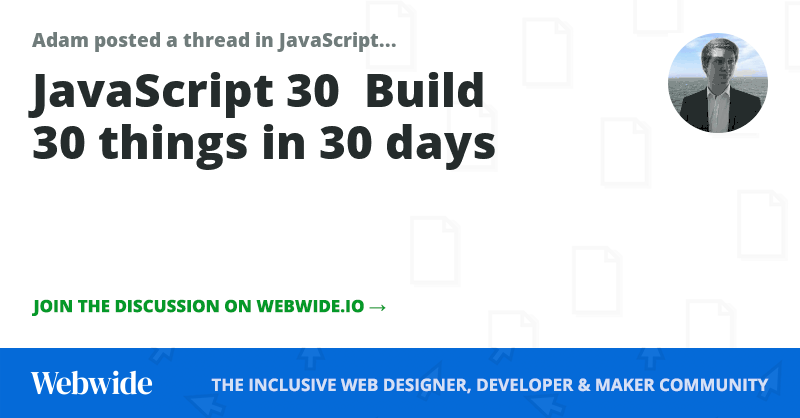 Adam posted a thread in JavaScript...
JavaScript 30  Build
30 things in 30 days
JOIN THE DISCUSSION ON WEBWIDE.IO →
Webwide
THE INCLUSIVE WEB DESIGNER, DEVELOPER & MAKER COMMUNITY